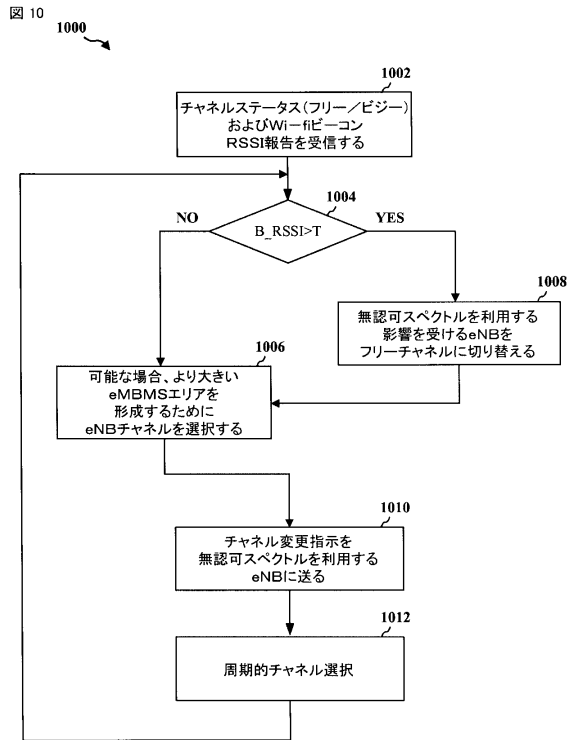 図 10
1000
1002
チャネルステータス(フリー/ビジー)
およびWi-fiビーコン
RSSI報告を受信する
1004
NO
YES
B_RSSI>T
1008
無認可スペクトルを利用する
影響を受けるeNBを
フリーチャネルに切り替える
1006
可能な場合、より大きい
eMBMSエリアを
形成するために
eNBチャネルを選択する
1010
チャネル変更指示を
無認可スペクトルを利用する
eNBに送る
1012
周期的チャネル選択